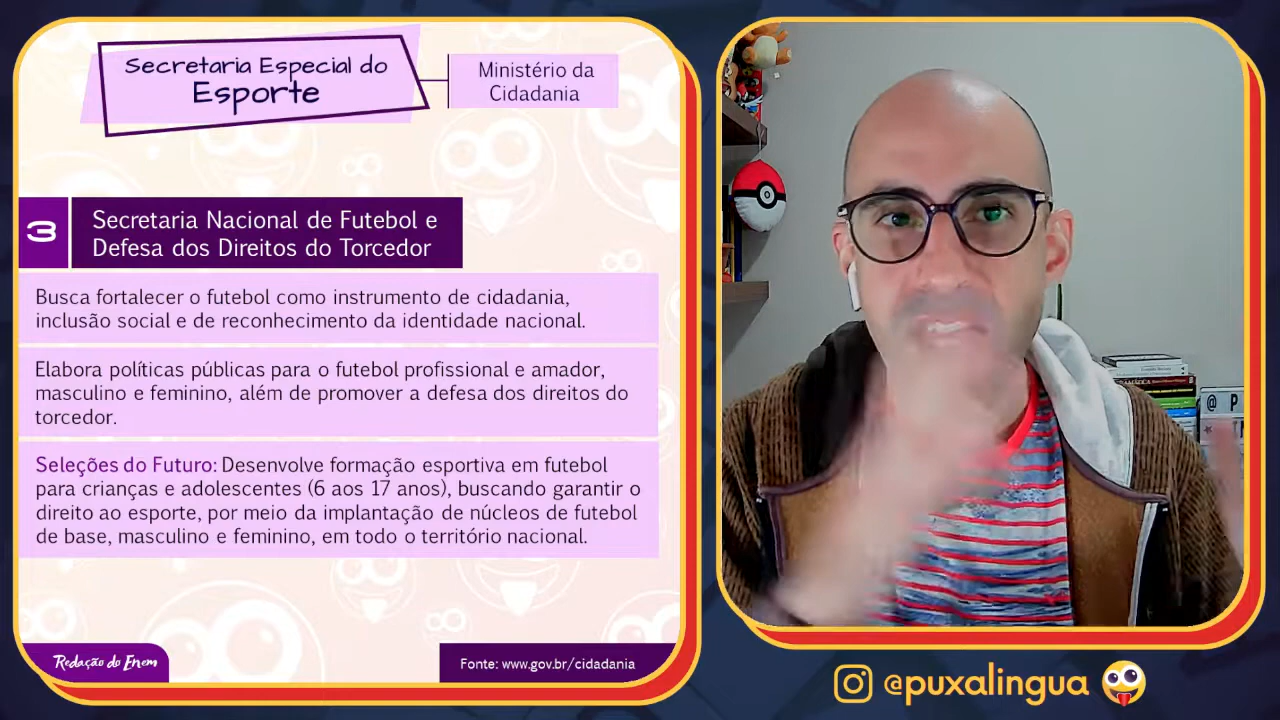 Secretaria Especial do
Esporte
Ministério da
Cidadania
3
Secretaria Nacional de Futebol e
Defesa dos Direitos do Torcedor
Busca fortalecer o futebol como instrumento de cidadania,
inclusão social e de reconhecimento da identidade nacional.
Elabora políticas públicas para o futebol profissional e amador,
masculino e feminino, além de promover a defesa dos direitos do
torcedor.
Seleções do Futuro: Desenvolve formação esportiva em futebol
para crianças e adolescentes (6 aos 17 anos), buscando garantir o
direito ao esporte, por meio da implantação de núcleos de futebol
de base, masculino e feminino, em todo o território nacional.
Redação do Enem
Fonte: www.gov.br/cidadania
@ P
@puxalingua